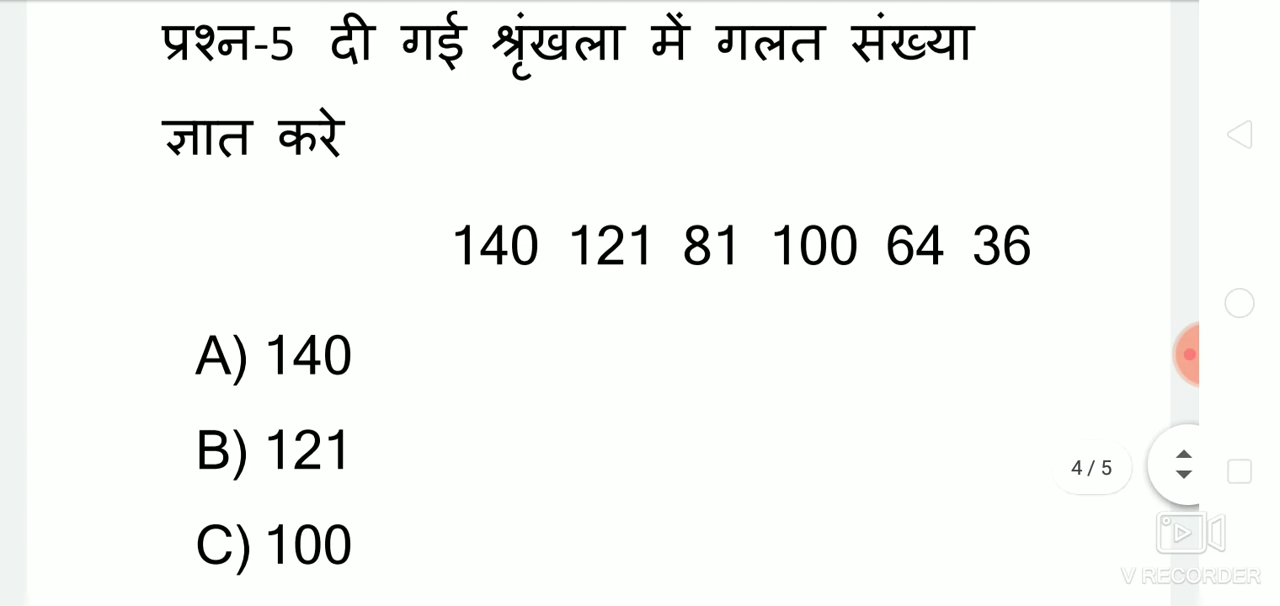 प्रश्न-5 दी गई श्रृंखला में गलत संख्या
ज्ञात करे
140 121 81 100 64 36
A) 140
B) 121
C) 100
4 / 5
V RECORDER